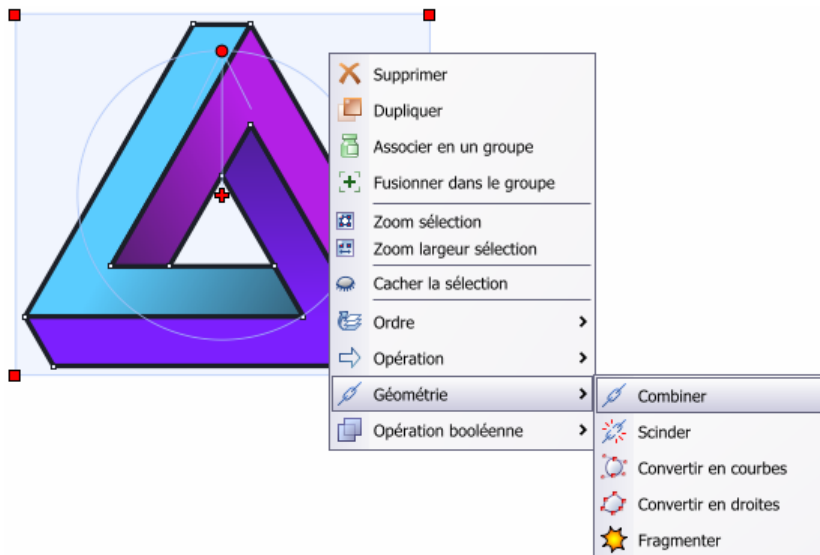 Supprimer
Dupliquer
Associer en un groupe
Fusionner dans le groupe
Zoom sélection
Zoom largeur sélection
Cacher la sélection
Ordre
Opération
Géométrie
Opération booléenne
Combiner
Scinder
Convertir en courbes
Convertir en droites
Fragmenter